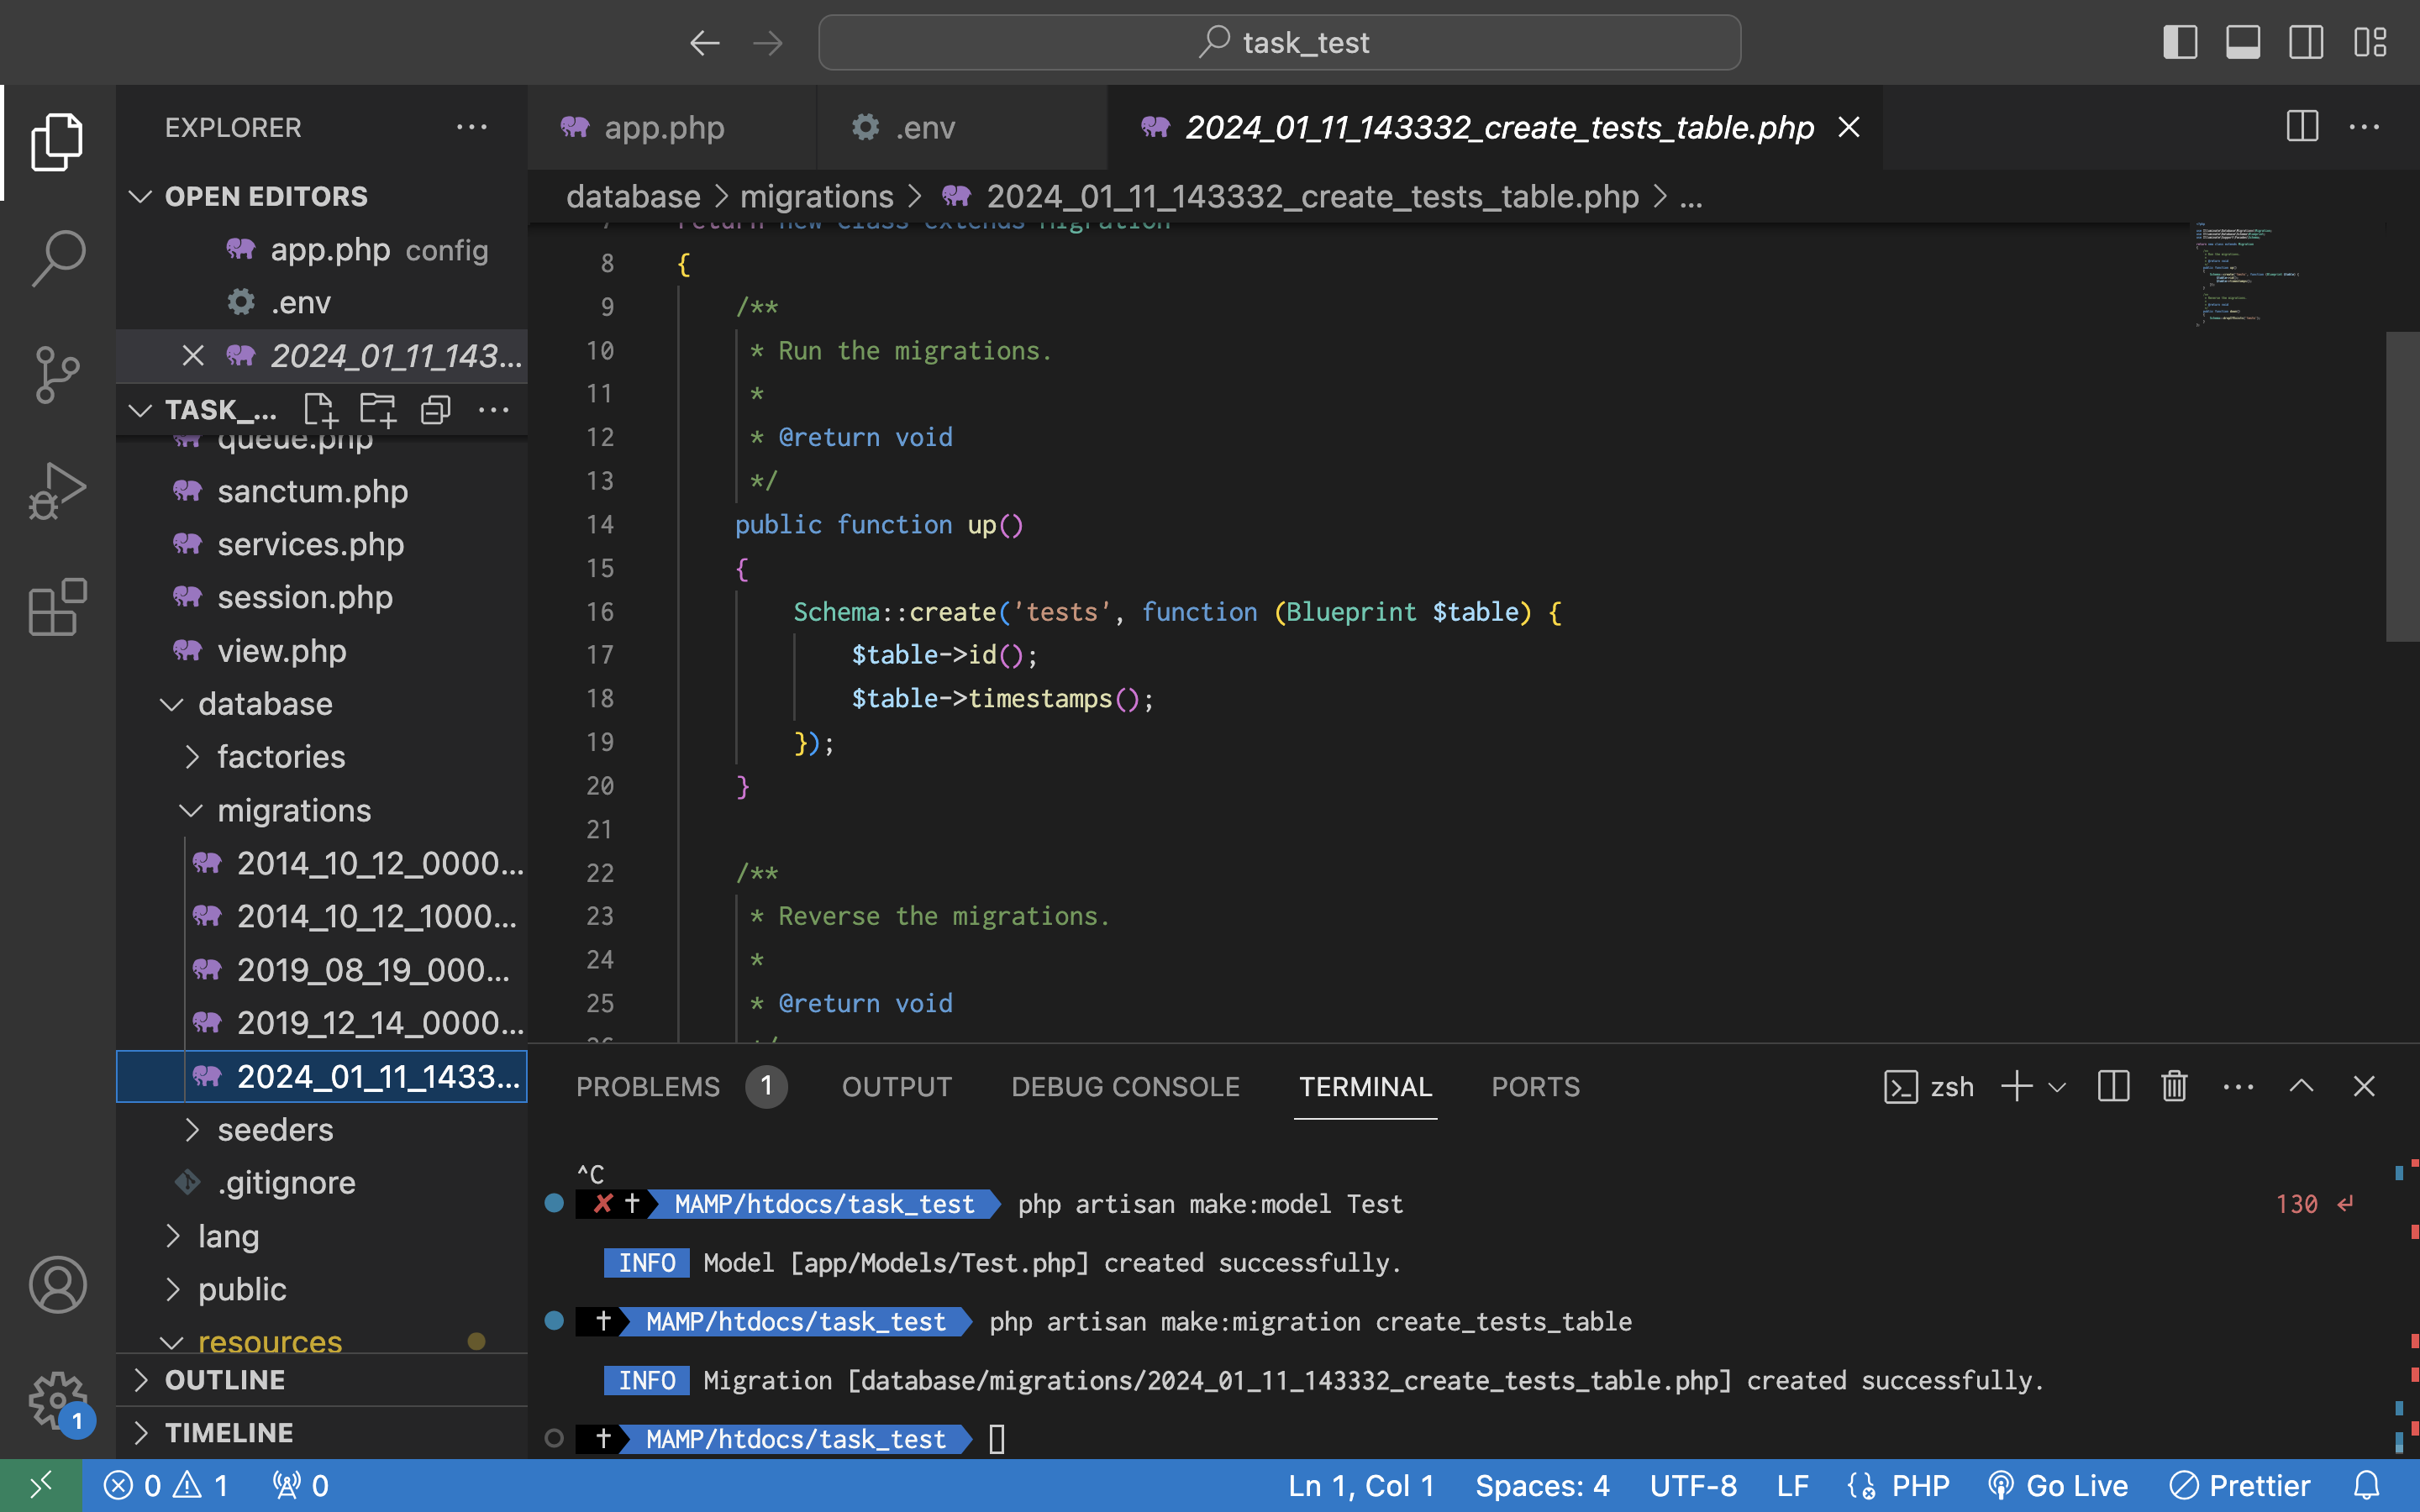 task_test
EXPLORER
OPEN EDITORS
app.php config
.env
2024_01_11_143...
TASK_...
queue.php
sanctum.php
services.php
session.php
view.php
database
factories
migrations
2014_10_12_0000...
2014_10_12_1000...
2019_08_19_000...
2019_12_14_0000...
2024_01_11_1433...
seeders
.gitignore
lang
public
resources
OUTLINE
TIMELINE
1
app.php
.env
2024_01_11_143332_create_tests_table.php
database > migrations > 2024_01_11_143332_create_tests_table.php > ...
7 return new class extends Migration
8 {
9 /**
10 * Run the migrations.
11 *
12 * @return void
13 */
14 public function up()
15 {
16 Schema::create('tests', function (Blueprint $table) {
17 $table->id();
18 $table->timestamps();
19 });
20 }
21
22 /**
23 * Reverse the migrations.
24 *
25 * @return void
26 */
PROBLEMS 1 OUTPUT DEBUG CONSOLE TERMINAL PORTS zsh
^C
✘ † MAMP/htdocs/task_test php artisan make:model Test 130 ↵
INFO Model [app/Models/Test.php] created successfully.
† MAMP/htdocs/task_test php artisan make:migration create_tests_table
INFO Migration [database/migrations/2024_01_11_143332_create_tests_table.php] created successfully.
† MAMP/htdocs/task_test
0 1 0 Ln 1, Col 1 Spaces: 4 UTF-8 LF PHP Go Live Prettier